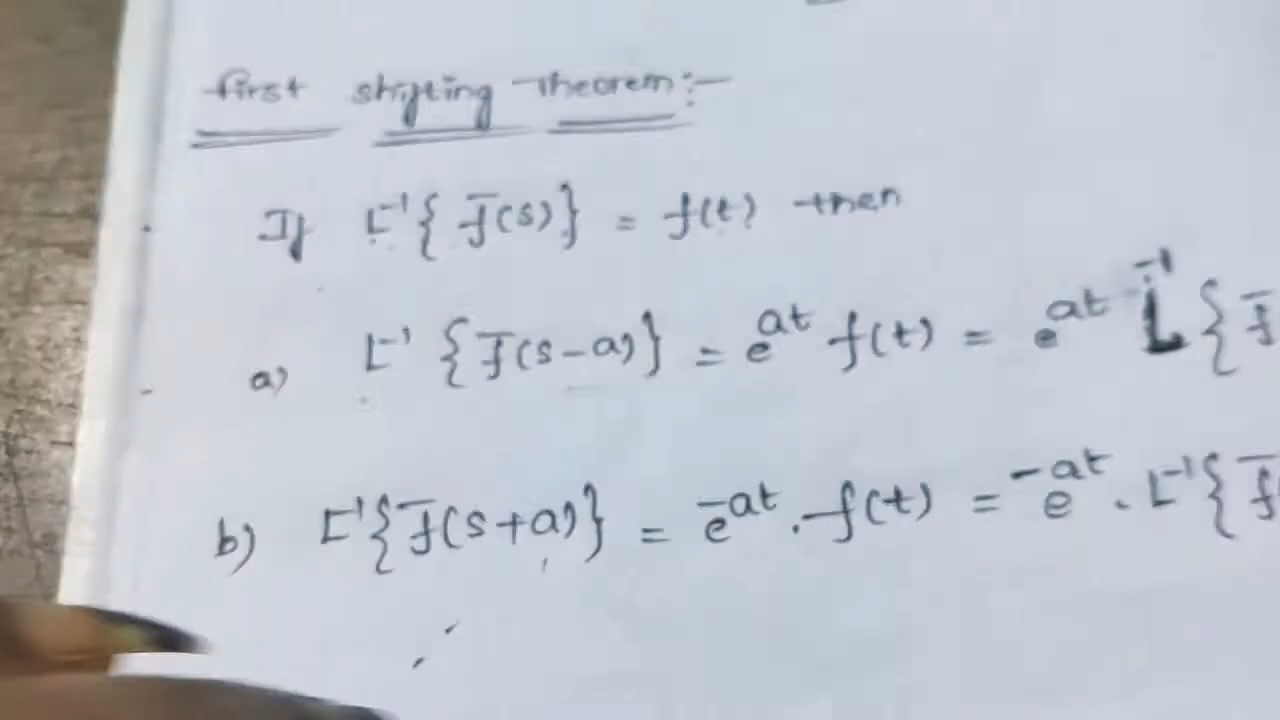 first shifting Theorem:-
If L⁻¹{f̄(s)} = f(t) then
a) L⁻¹{f̄(s-a)} = e^{at} f(t) = e^{at} L⁻¹{f̄
b) L⁻¹{f̄(s+a)} = e^{-at} . f(t) = e^{-at} . L⁻¹{f̄